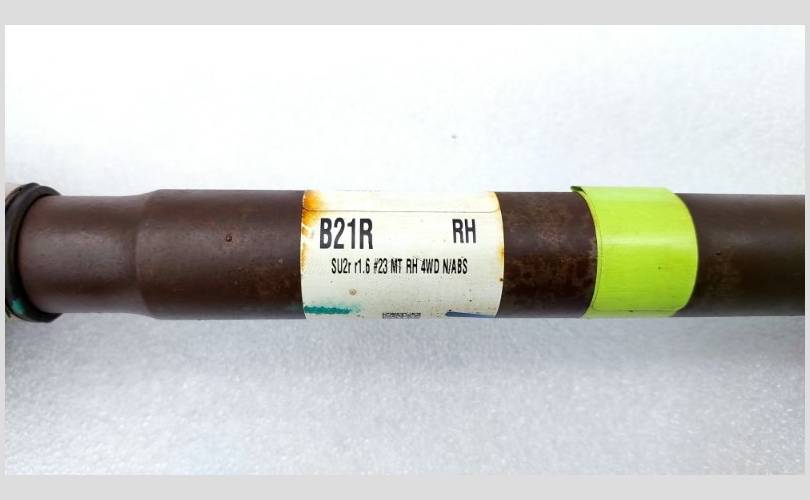 B21R RH
SU2r r1.6 #23 MT RH 4WD N/ABS